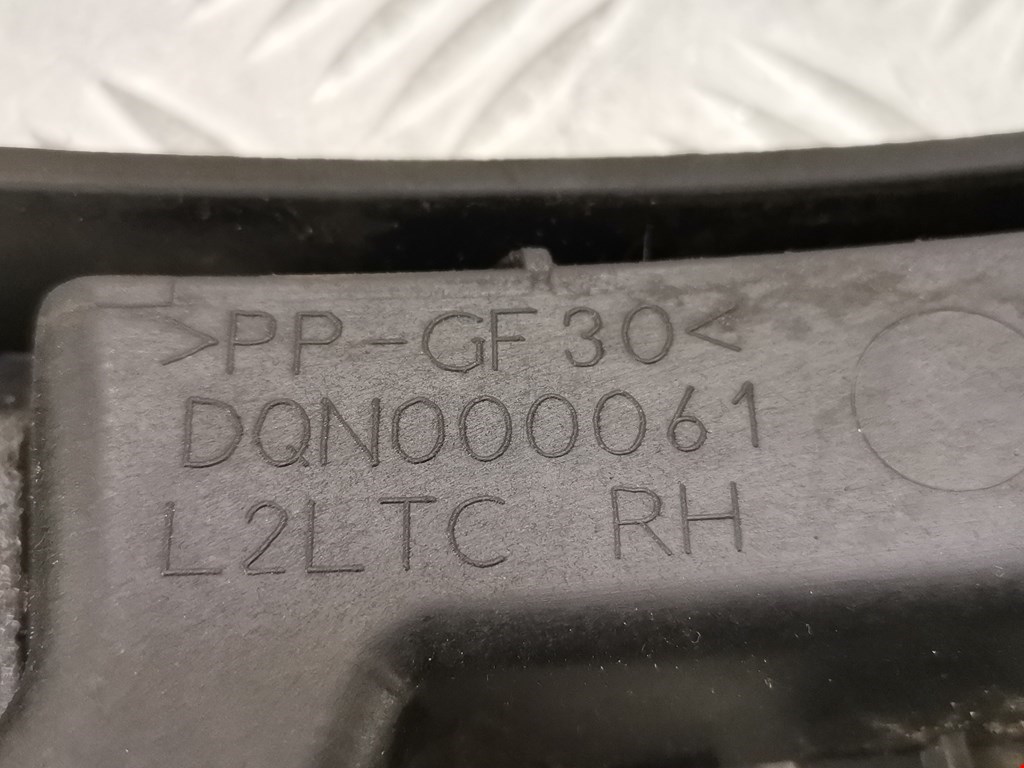 >PP-GF30<
DQN000061
L2LTC RH